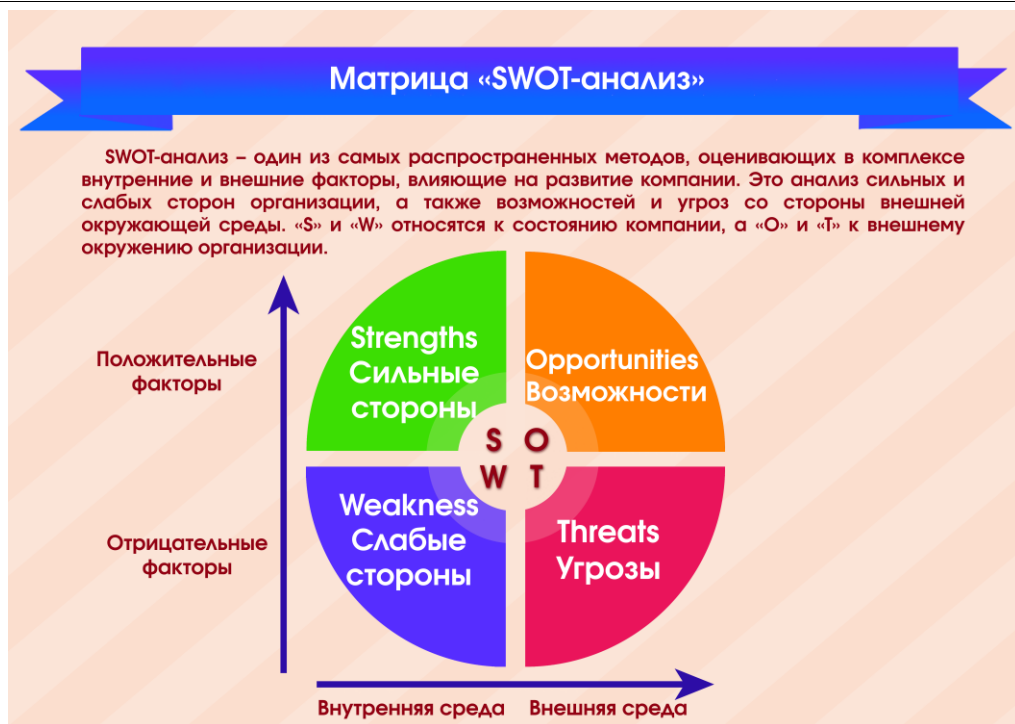 Матрица «SWOT-анализ»
SWOT-анализ – один из самых распространенных методов, оценивающих в комплексе
внутренние и внешние факторы, влияющие на развитие компании. Это анализ сильных и
слабых сторон организации, а также возможностей и угроз со стороны внешней
окружающей среды. «S» и «W» относятся к состоянию компании, а «O» и «T» к внешнему
окружению организации.
Положительные
факторы
Strengths
Сильные
стороны
Opportunities
Возможности
S O
W T
Отрицательные
факторы
Weakness
Слабые
стороны
Threats
Угрозы
Внутренняя среда
Внешняя среда